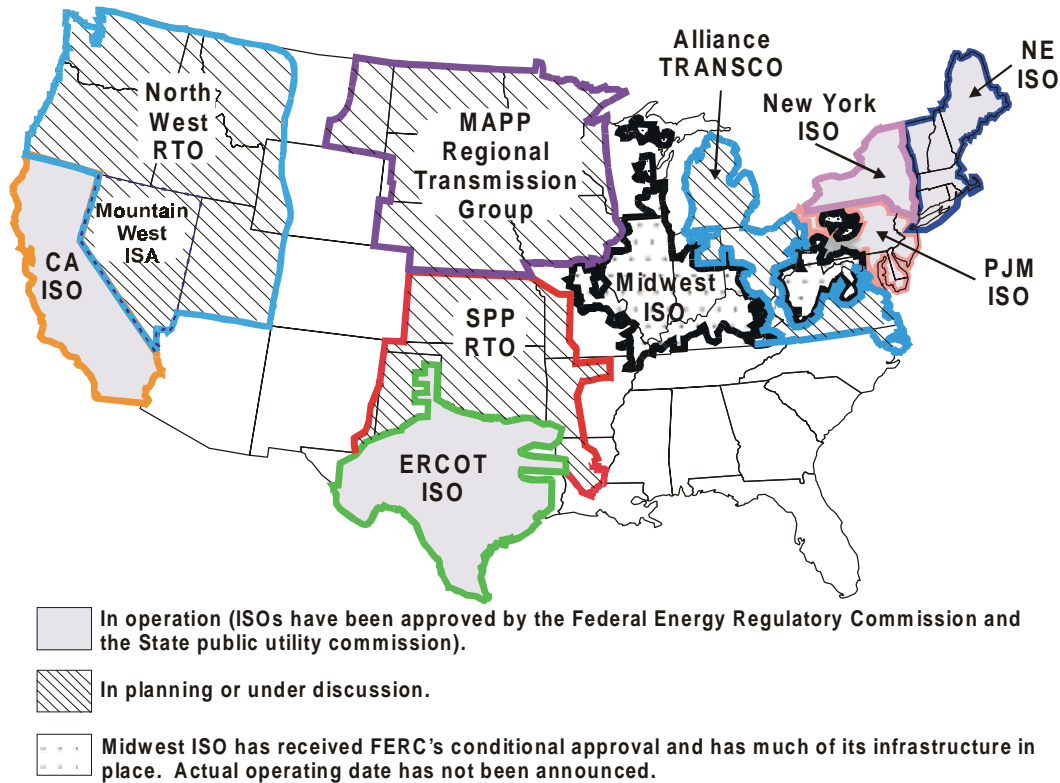 Alliance
TRANSCO
NE
ISO
New York
ISO
North
West
RTO
MAPP
Regional
Transmission
Group
Mountain
West
ISA
CA
ISO
Midwest
ISO
PJM
ISO
SPP
RTO
ERCOT
ISO
In operation (ISOs have been approved by the Federal Energy Regulatory Commission and
the State public utility commission).
In planning or under discussion.
Midwest ISO has received FERC's conditional approval and has much of its infrastructure in
place. Actual operating date has not been announced.